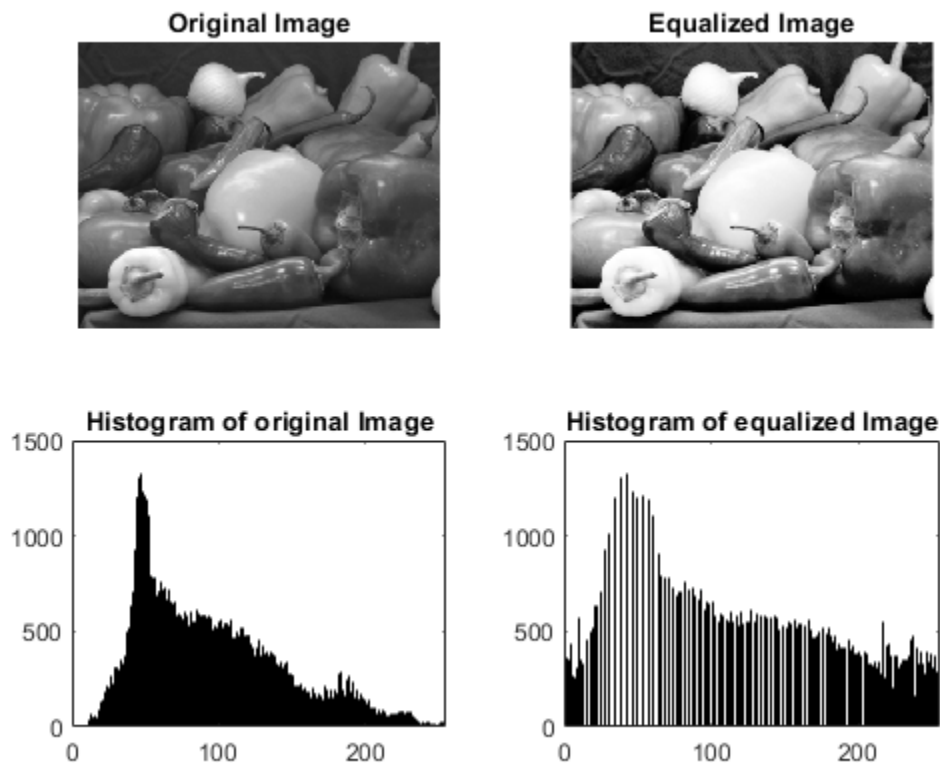 Original Image
Equalized Image
Histogram of original Image
1500
1000
500
0
0 100 200
Histogram of equalized Image
1500
1000
500
0
0 100 200